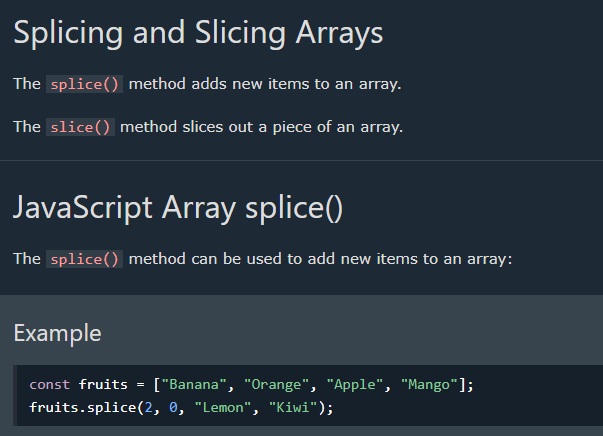 Splicing and Slicing Arrays
The splice() method adds new items to an array.
The slice() method slices out a piece of an array.
JavaScript Array splice()
The splice() method can be used to add new items to an array:
Example
const fruits = ["Banana", "Orange", "Apple", "Mango"];
fruits.splice(2, 0, "Lemon", "Kiwi");